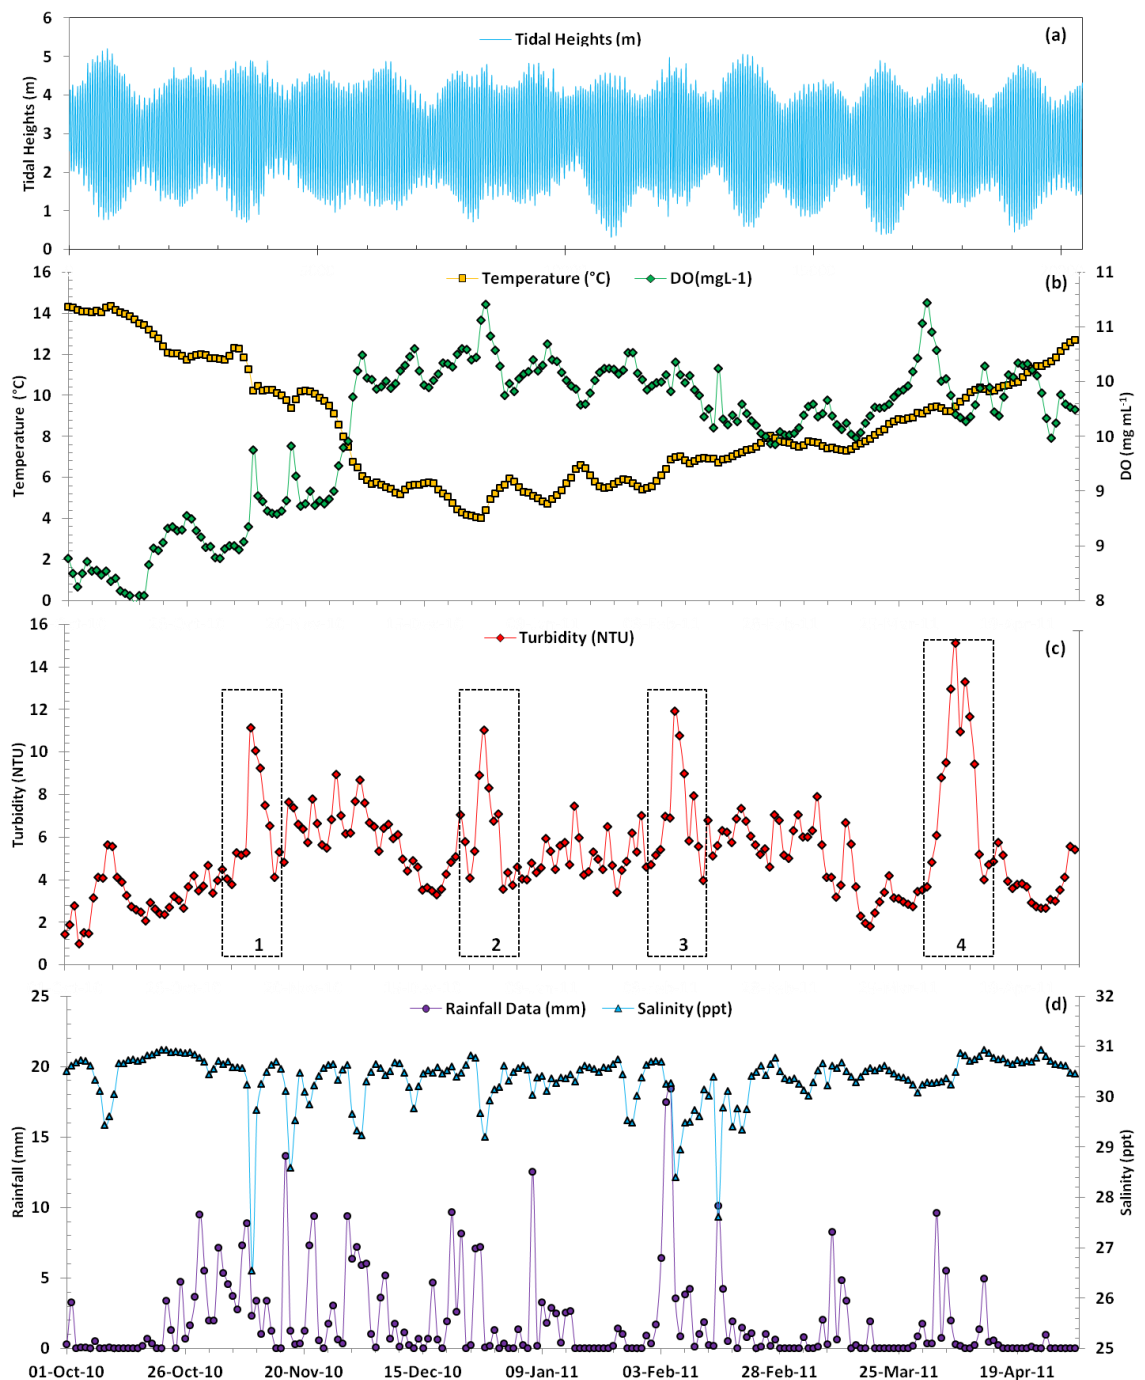 6
5
4
3
2
1
0
Tidal Heights (m)
Tidal Heights (m)
(a)
16
14
12
10
8
6
4
2
0
Temperature (°C)
Temperature (°C)
DO(mgL-1)
(b)
11
11
10
10
9
9
8
DO (mg mL⁻¹)
16
14
12
10
8
6
4
2
0
Turbidity (NTU)
Turbidity (NTU)
(c)
1
2
3
4
25
20
15
10
5
0
Rainfall (mm)
Rainfall Data (mm)
Salinity (ppt)
(d)
32
31
30
29
28
27
26
25
Salinity (ppt)
01-Oct-10
26-Oct-10
20-Nov-10
15-Dec-10
09-Jan-11
03-Feb-11
28-Feb-11
25-Mar-11
19-Apr-11